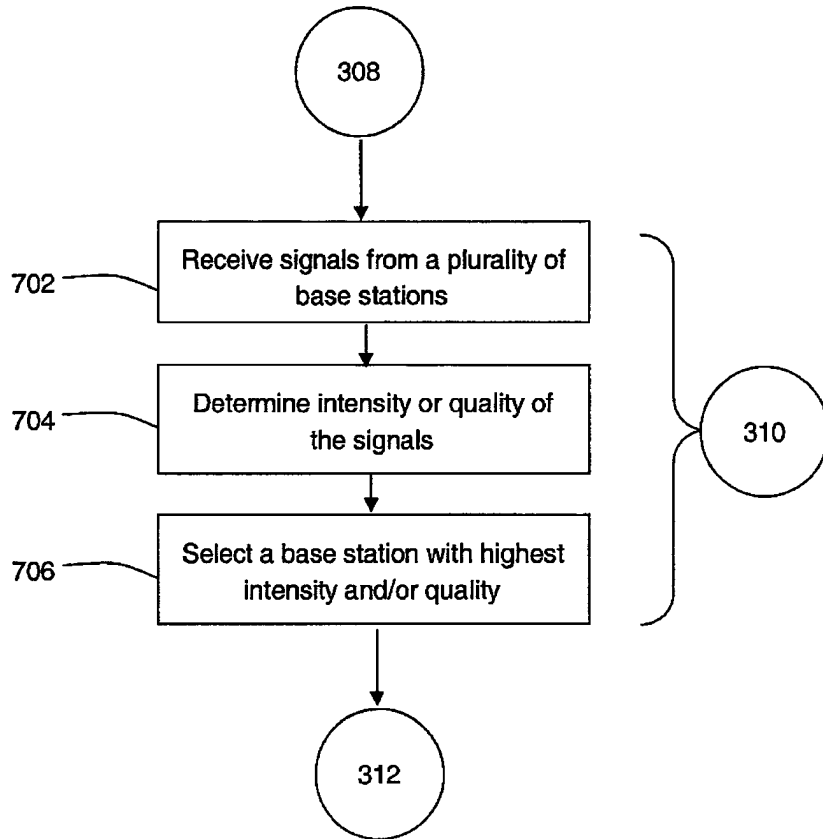 308
702
Receive signals from a plurality of
base stations
704
Determine intensity or quality of
the signals
310
706
Select a base station with highest
intensity and/or quality
312